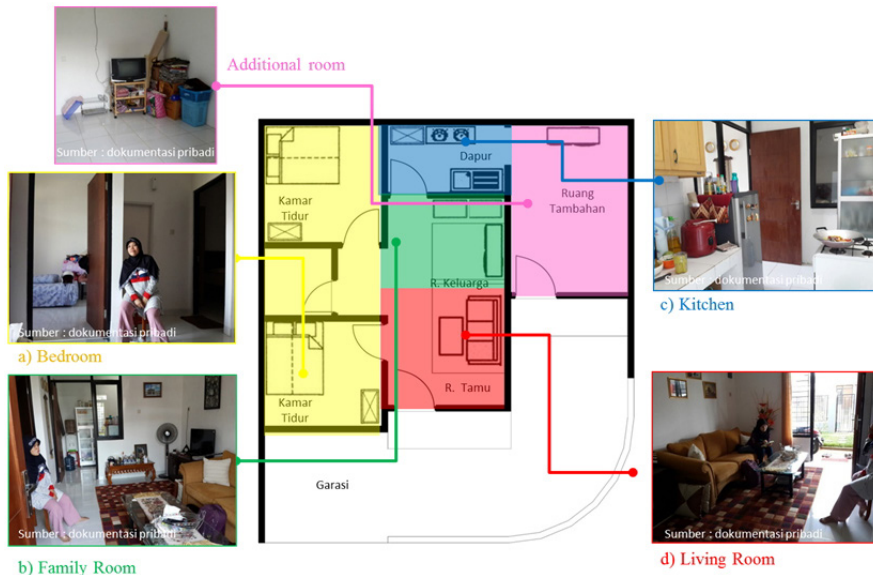 Additional room
Sumber : dokumentasi pribadi
Sumber : dokumentasi pribadi
a) Bedroom
Sumber : dokumentasi pribadi
b) Family Room
Kamar
Tidur
Dapur
Ruang
Tambahan
R. Keluarga
Kamar
Tidur
R. Tamu
Garasi
Sumber : dokumentasi pribadi
c) Kitchen
Sumber : dokumentasi pribadi
d) Living Room